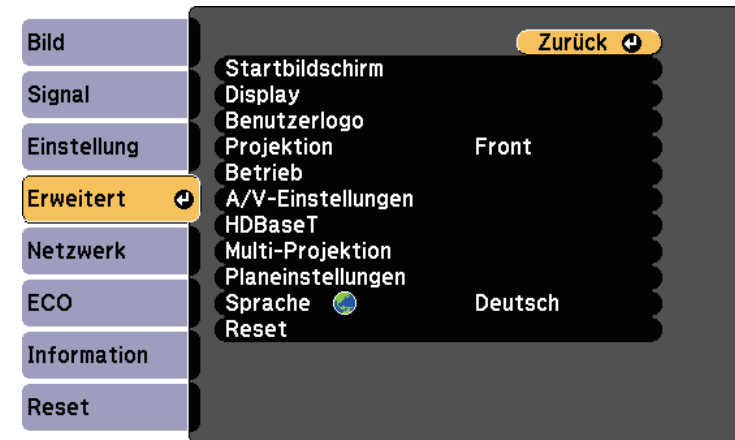 Bild
Signal
Einstellung
Erweitert
Netzwerk
ECO
Information
Reset
Zurück
Startbildschirm
Display
Benutzerlogo
Projektion Front
Betrieb
A/V-Einstellungen
HDBaseT
Multi-Projektion
Planeinstellungen
Sprache Deutsch
Reset